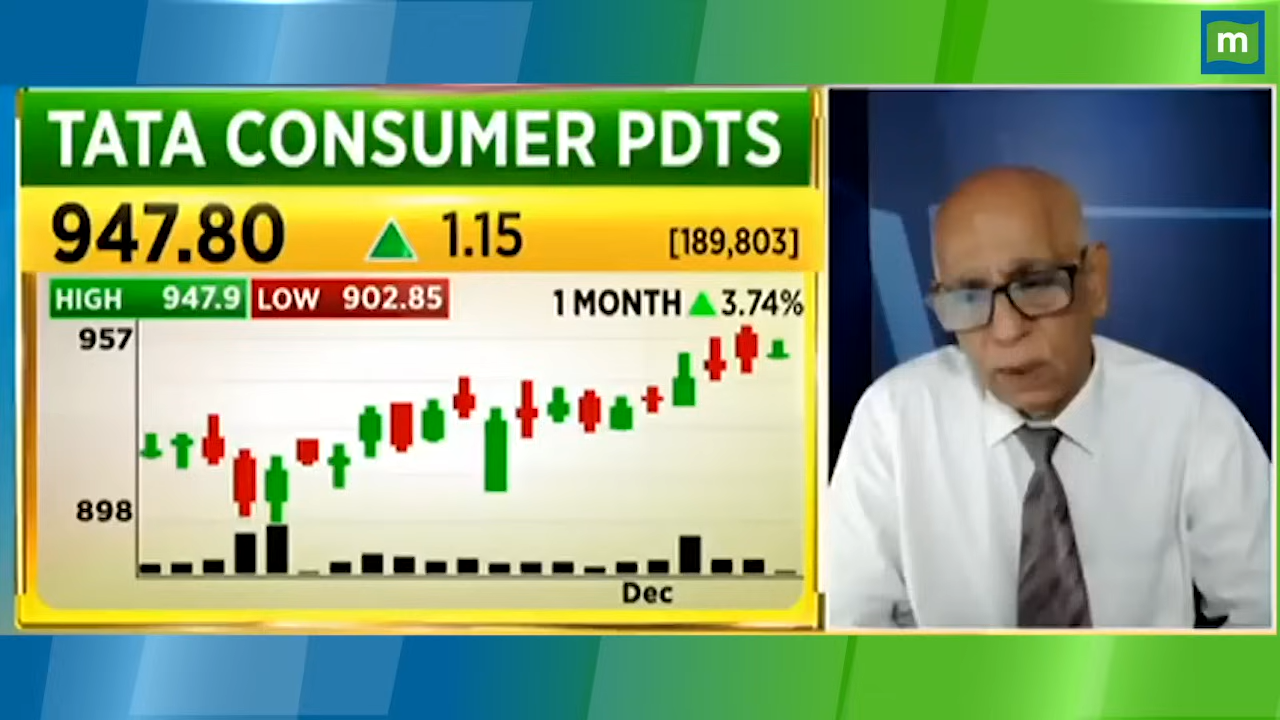 m
TATA CONSUMER PDTS
947.80 ▲ 1.15 [189,803]
HIGH 947.9 LOW 902.85 1 MONTH ▲ 3.74%
957
898
Dec